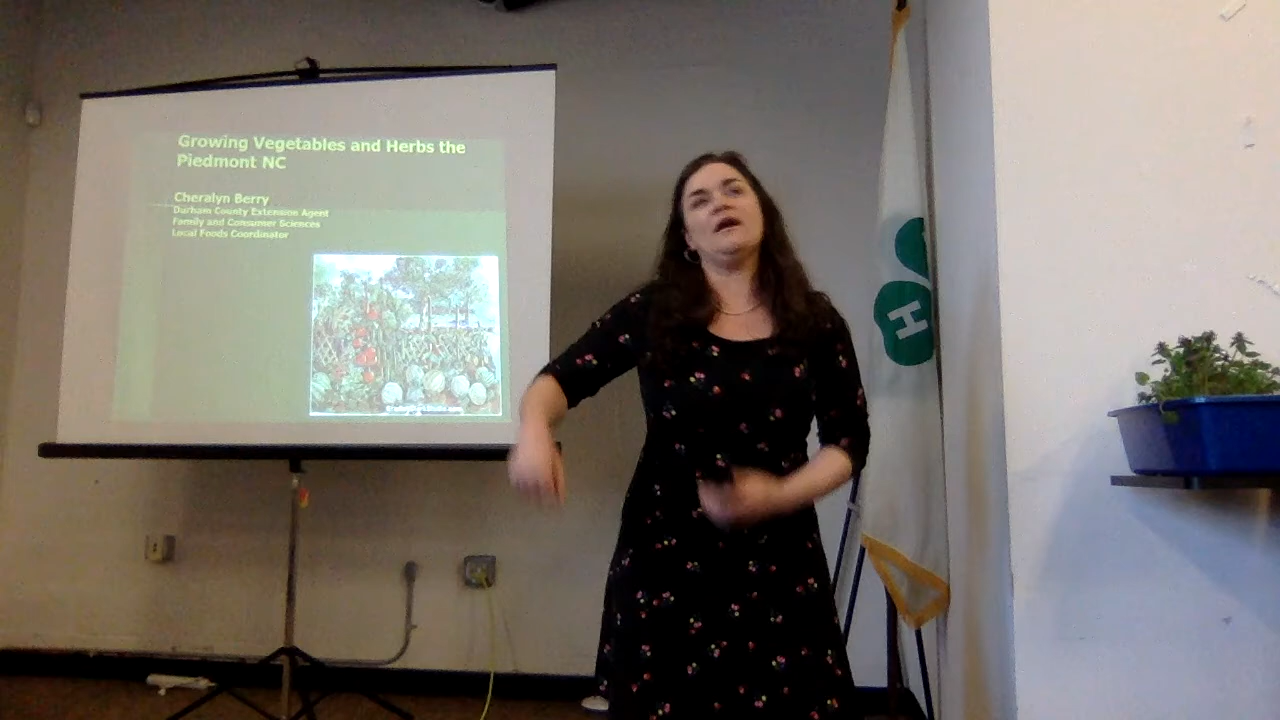 Growing Vegetables and Herbs the
Piedmont NC
Cheralyn Berry
Durham County Extension Agent
Family and Consumer Sciences
Local Foods Coordinator
H